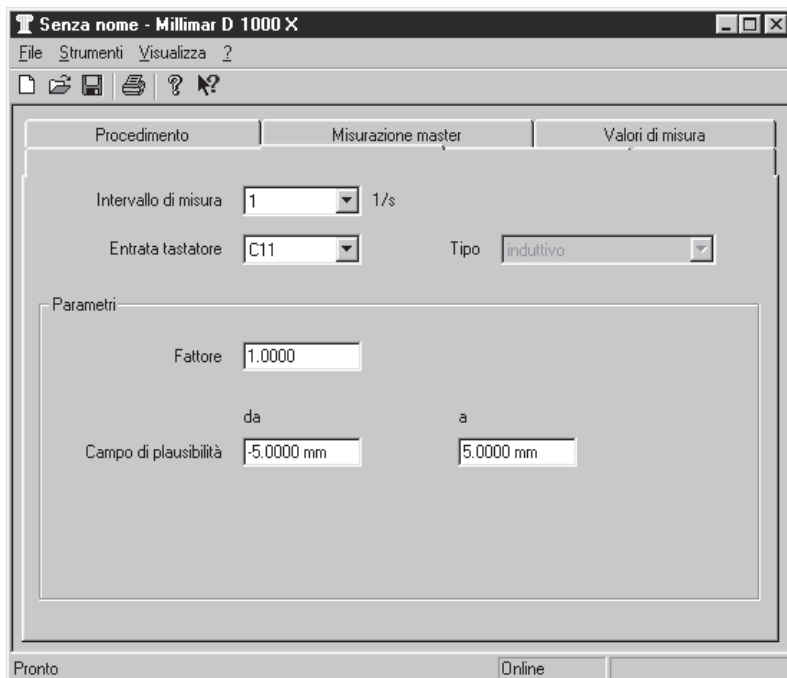 Senza nome - Millimar D 1000 X
File Strumenti Visualizza ?
Procedimento Misurazione master Valori di misura
Intervallo di misura 1 1/s
Entrata tastatore C11 Tipo induttivo
Parametri
Fattore 1.0000
da a
Campo di plausibilità -5.0000 mm 5.0000 mm
Pronto Online